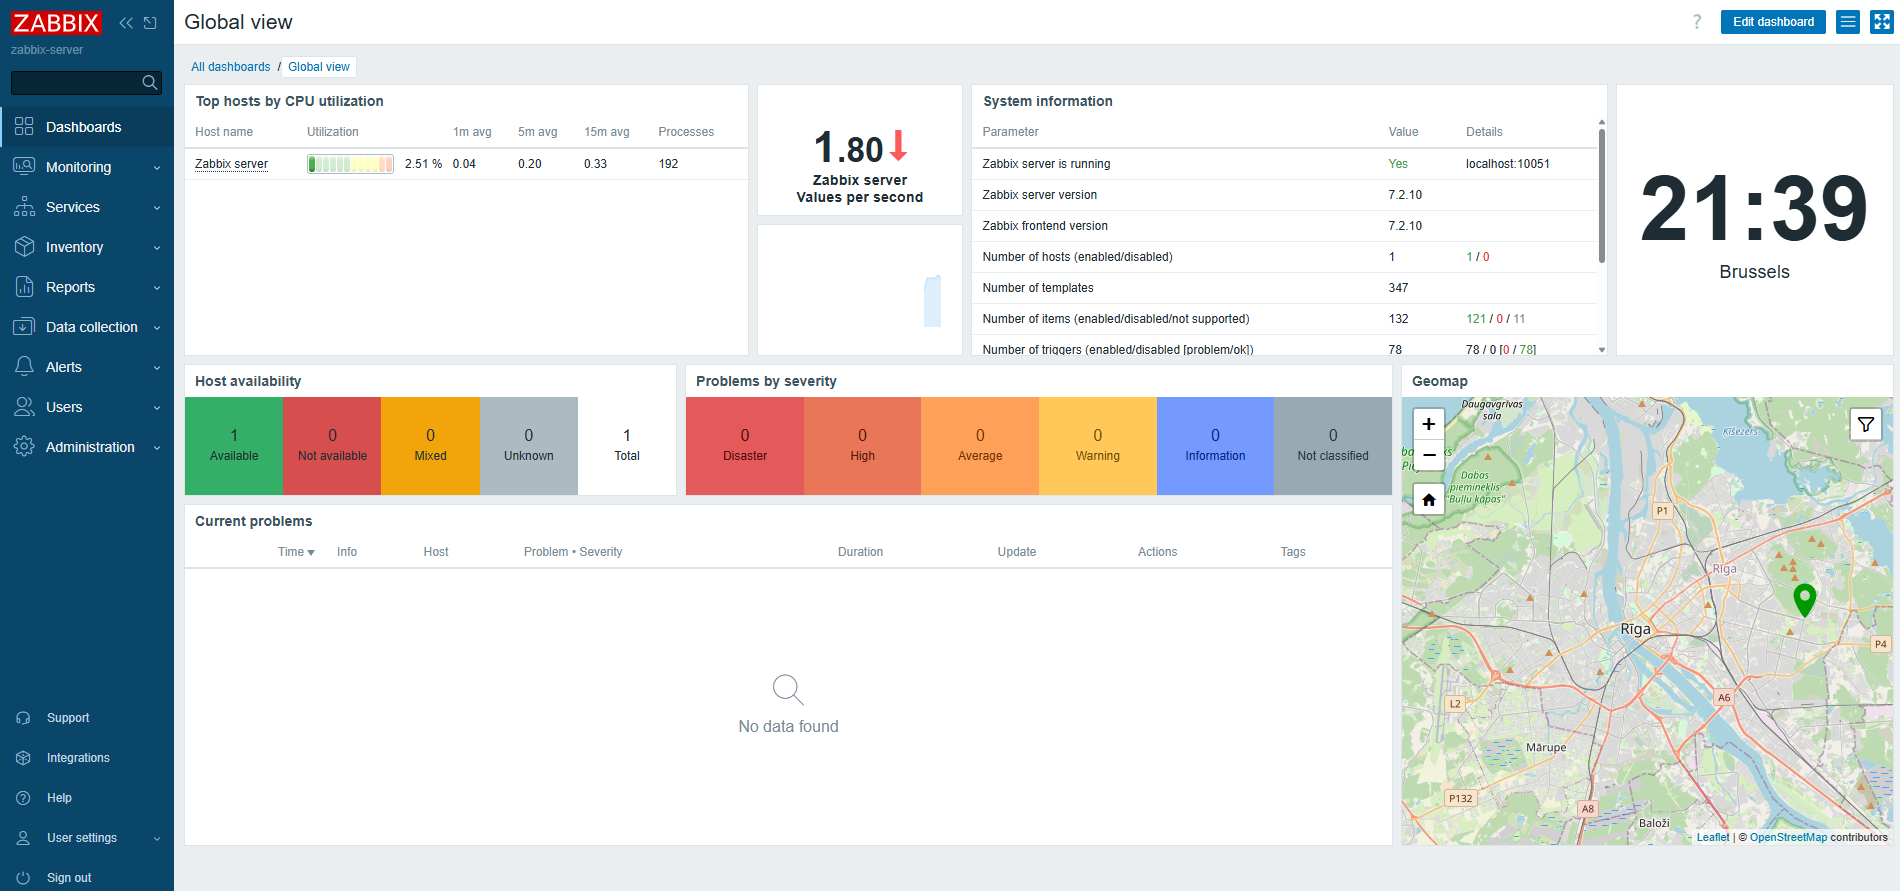 ZABBIX
zabbix-server
Dashboards
Monitoring
Services
Inventory
Reports
Data collection
Alerts
Users
Administration
Support
Integrations
Help
User settings
Sign out
Global view
? Edit dashboard
All dashboards / Global view
Top hosts by CPU utilization
Host name Utilization 1m avg 5m avg 15m avg Processes
Zabbix server 2.51 % 0.04 0.20 0.33 192
1.80
Zabbix server
Values per second
System information
Parameter Value Details
Zabbix server is running Yes localhost:10051
Zabbix server version 7.2.10
Zabbix frontend version 7.2.10
Number of hosts (enabled/disabled) 1 1 / 0
Number of templates 347
Number of items (enabled/disabled/not supported) 132 121 / 0 / 11
Number of triggers (enabled/disabled [problem/ok]) 78 78 / 0 [0 / 78]
21:39
Brussels
Host availability
1 Available
0 Not available
0 Mixed
0 Unknown
1 Total
Problems by severity
0 Disaster
0 High
0 Average
0 Warning
0 Information
0 Not classified
Current problems
Time Info Host Problem • Severity Duration Update Actions Tags
No data found
Geomap
+
−
Daugavgrīvas
sala
Ķīšezers
Dabas
piemineklis
"Buļļu kāpas"
P1
Rīga
Rīga
P4
A6
L2
Mārupe
P132
A8
Baloži
Leaflet | © OpenStreetMap contributors